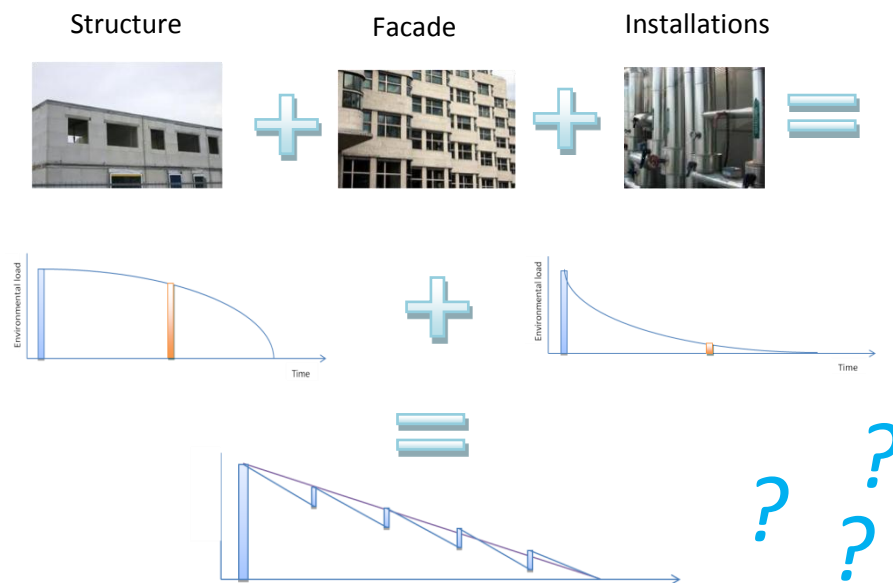 Structure
Facade
Installations
Environmental load
Time
Environmental load
Time
?
?
?